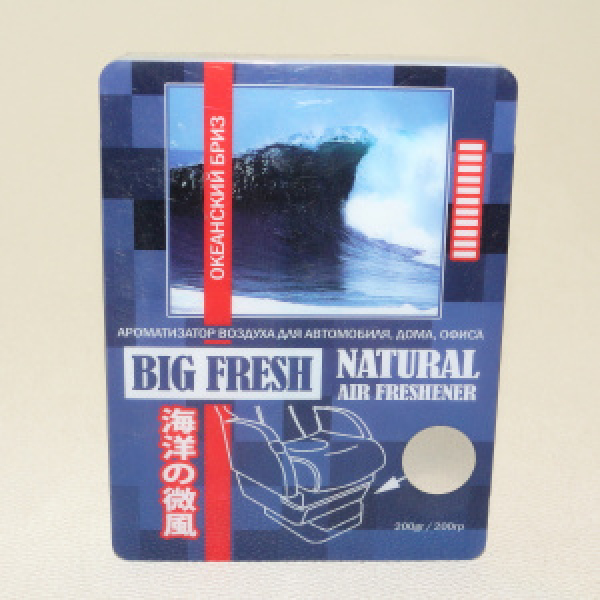 ОКЕАНСКИЙ БРИЗ
АРОМАТИЗАТОР ВОЗДУХА ДЛЯ АВТОМОБИЛЯ, ДОМА, ОФИСА
BIG FRESH
NATURAL
AIR FRESHENER
海洋の微風
200gr / 200гр